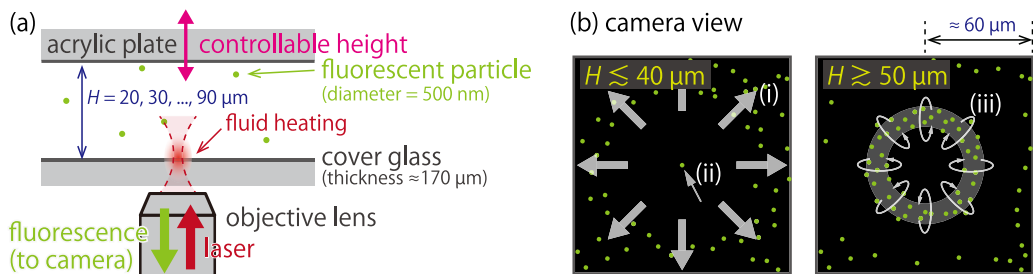 (a)
acrylic plate
controllable height
fluorescent particle
(diameter = 500 nm)
H = 20, 30, ..., 90 μm
fluid heating
cover glass
(thickness ≈170 μm)
objective lens
fluorescence
(to camera)
laser
(b) camera view
≈ 60 μm
H ≲ 40 μm
(i)
(ii)
H ≳ 50 μm
(iii)